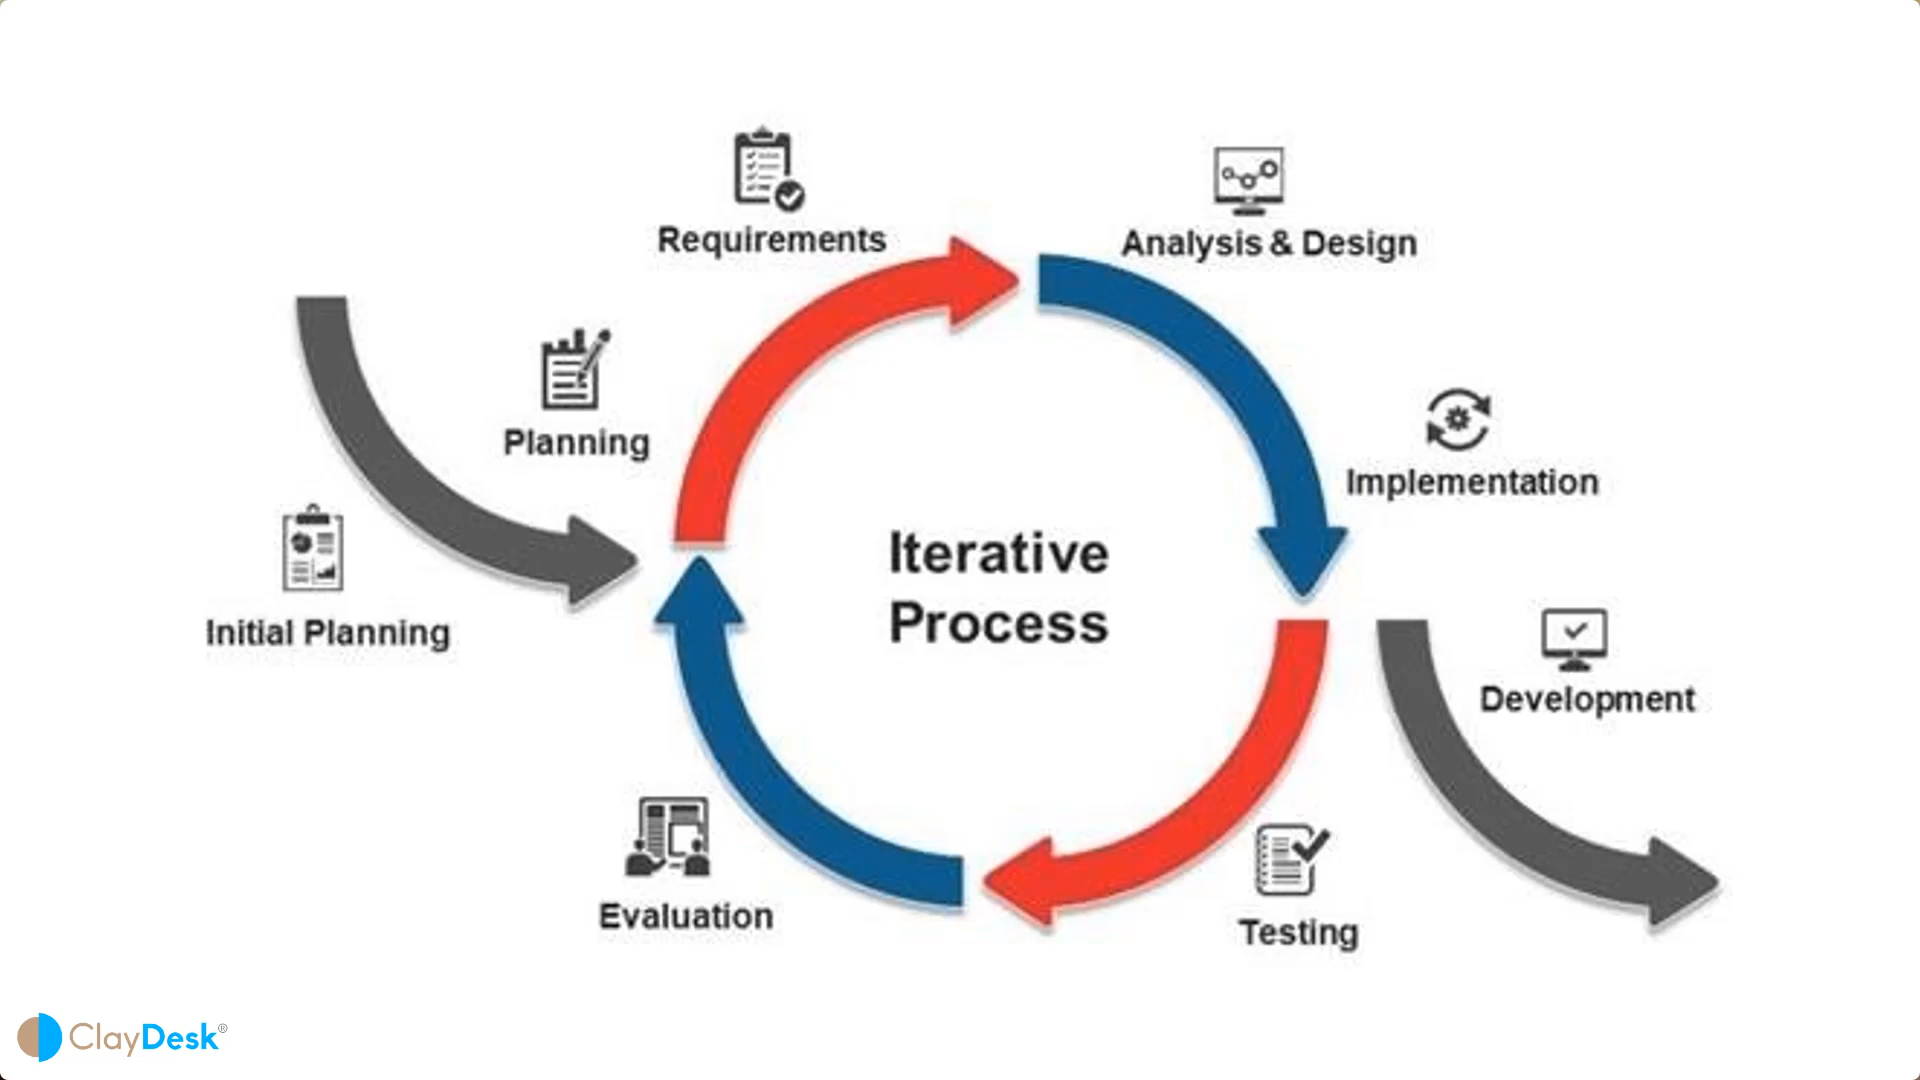 Requirements
Analysis & Design
Planning
Implementation
Iterative
Process
Initial Planning
Development
Evaluation
Testing
ClayDesk®